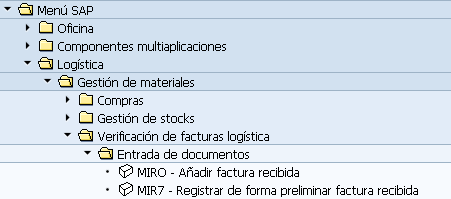 Menú SAP
Oficina
Componentes multiaplicaciones
Logística
Gestión de materiales
Compras
Gestión de stocks
Verificación de facturas logística
Entrada de documentos
MIRO - Añadir factura recibida
MIR7 - Registrar de forma preliminar factura recibida